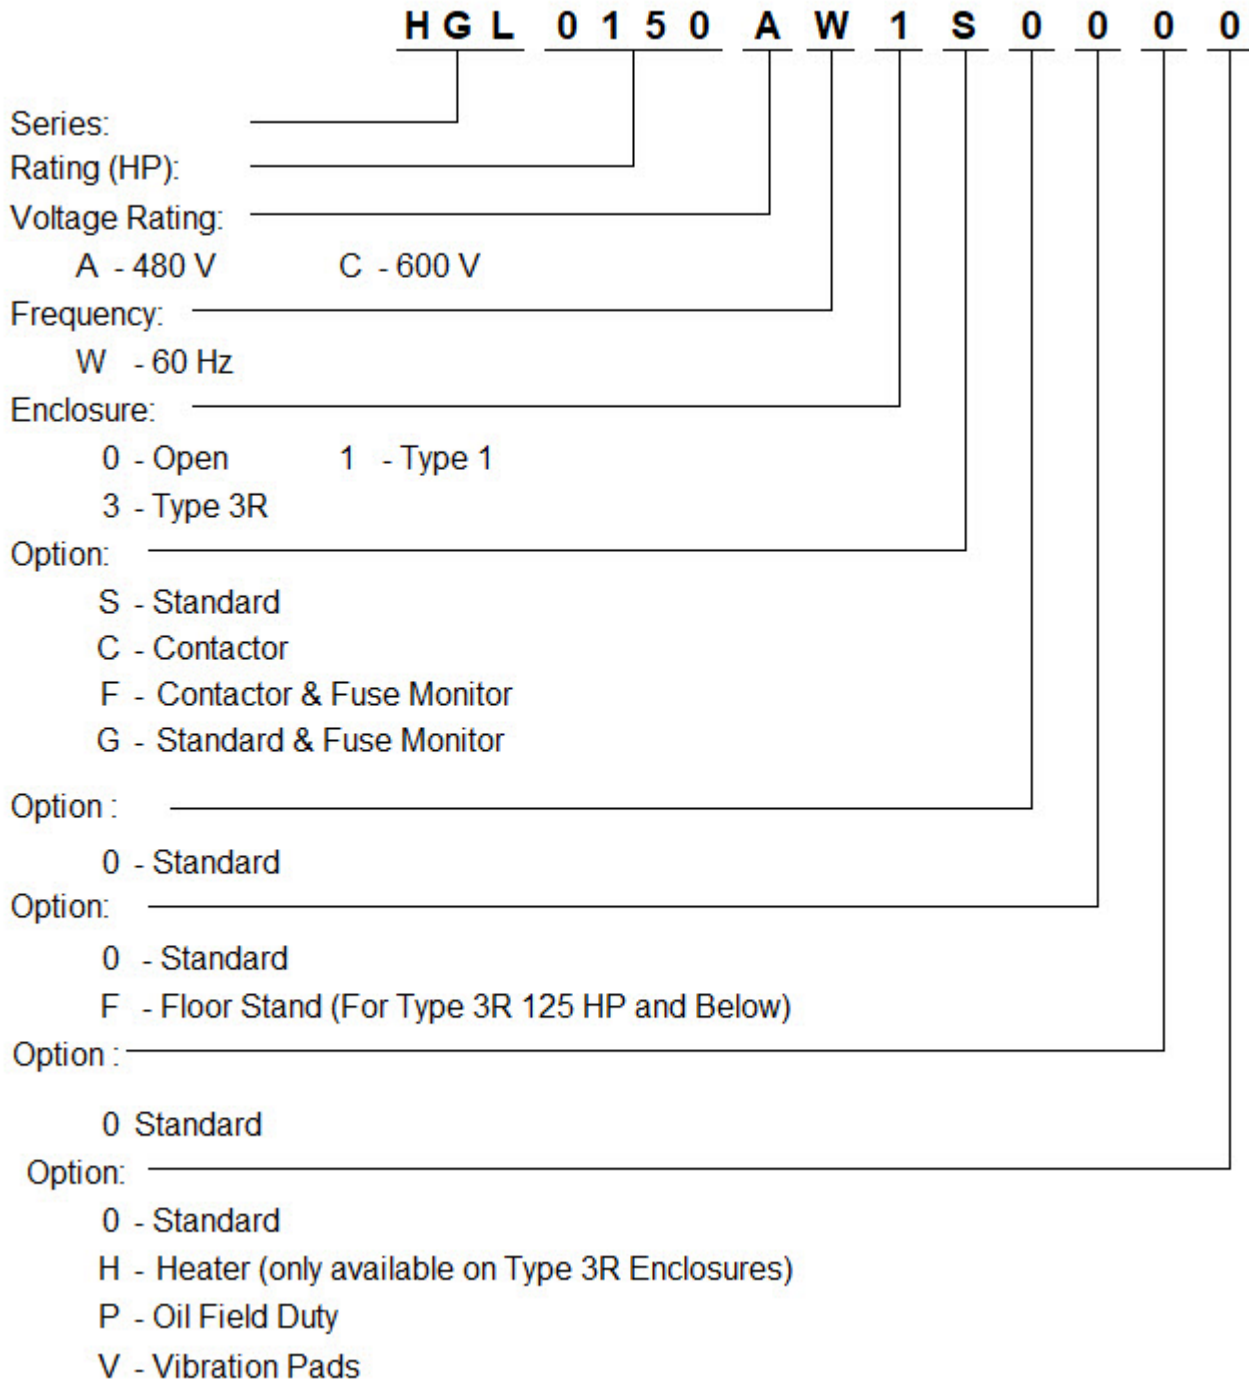 HGL 0150 A W 1 S 0 0 0 0
Series:
Rating (HP):
Voltage Rating:
A - 480 V C - 600 V
Frequency:
W - 60 Hz
Enclosure:
0 - Open 1 - Type 1
3 - Type 3R
Option:
S - Standard
C - Contactor
F - Contactor & Fuse Monitor
G - Standard & Fuse Monitor
Option :
0 - Standard
Option:
0 - Standard
F - Floor Stand (For Type 3R 125 HP and Below)
Option :
0 Standard
Option:
0 - Standard
H - Heater (only available on Type 3R Enclosures)
P - Oil Field Duty
V - Vibration Pads